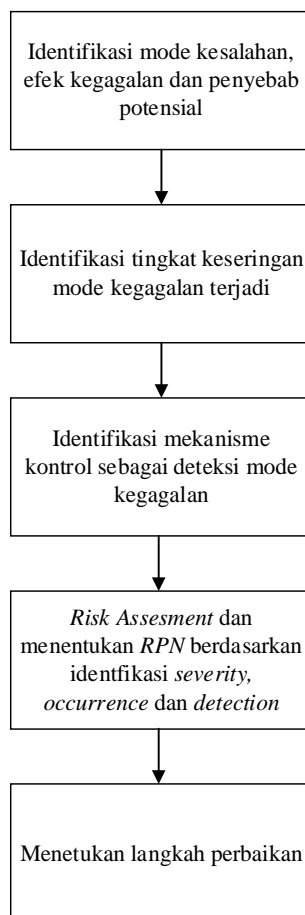 Identifikasi mode kesalahan,
efek kegagalan dan penyebab
potensial
Identifikasi tingkat keseringan
mode kegagalan terjadi
Identifikasi mekanisme
kontrol sebagai deteksi mode
kegagalan
Risk Assesment dan
menentukan RPN berdasarkan
identfikasi severity,
occurrence dan detection
Menetukan langkah perbaikan